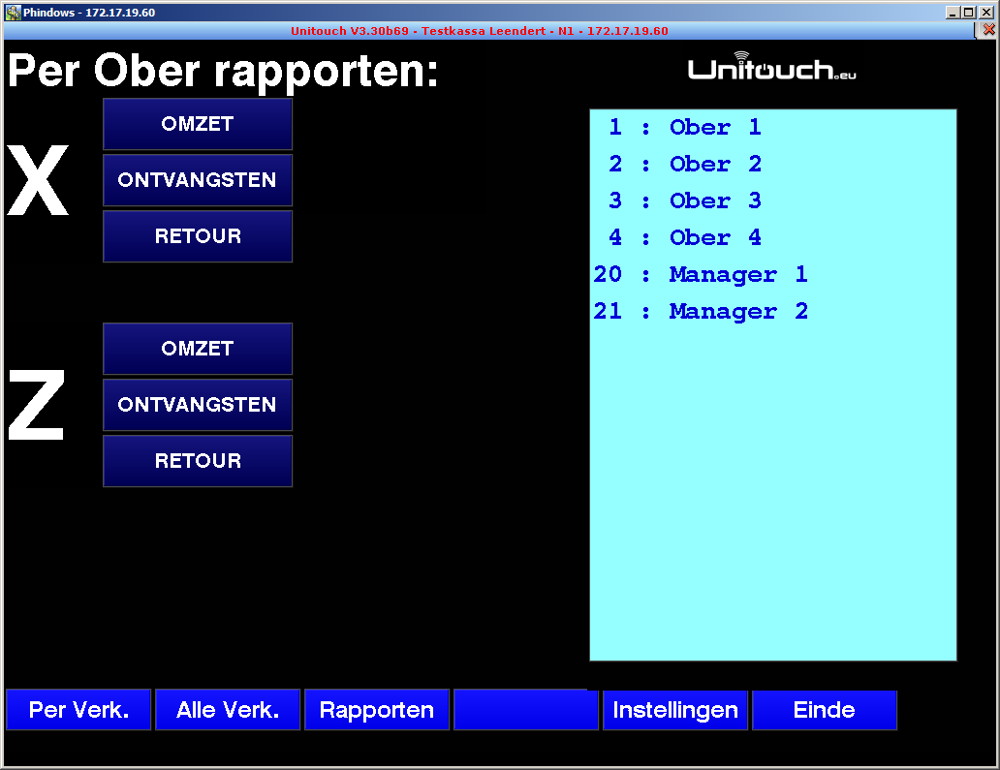 Phindows - 172.17.19.60
Unitouch V3.30b69 - Testkassa Leendert - N1 - 172.17.19.60
Per Ober rapporten:
Unitouch.eu
X
OMZET
ONTVANGSTEN
RETOUR
Z
OMZET
ONTVANGSTEN
RETOUR
1 : Ober 1
2 : Ober 2
3 : Ober 3
4 : Ober 4
20 : Manager 1
21 : Manager 2
Per Verk.
Alle Verk.
Rapporten
Instellingen
Einde